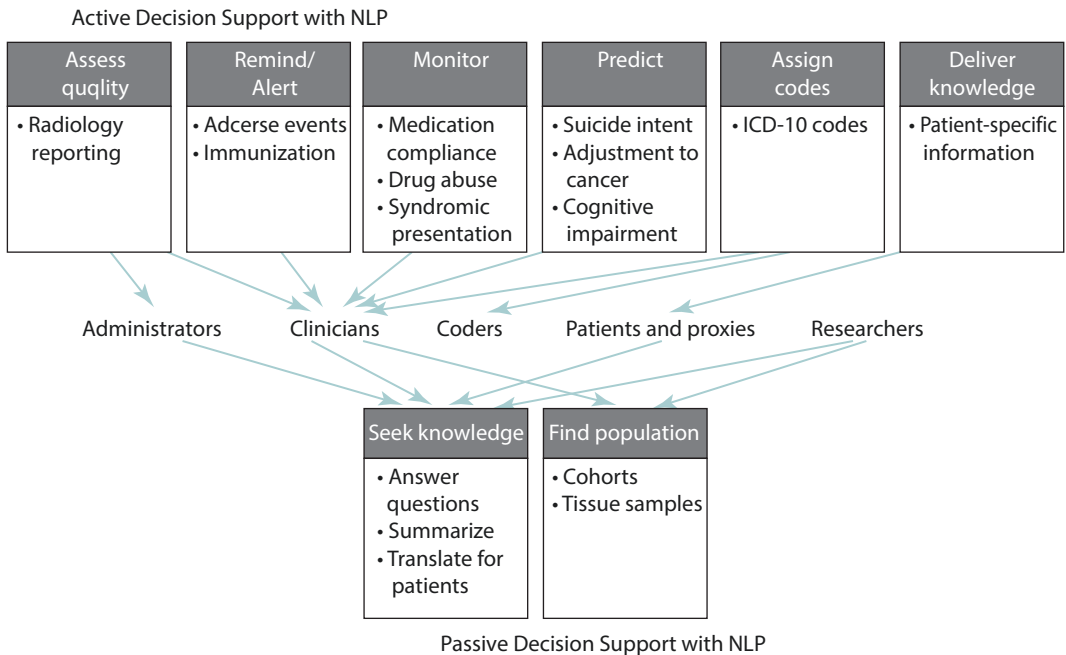 Active Decision Support with NLP
Assess
quqlity
• Radiology
reporting
Remind/
Alert
• Adcerse events
• Immunization
Monitor
• Medication
compliance
• Drug abuse
• Syndromic
presentation
Predict
• Suicide intent
• Adjustment to
cancer
• Cognitive
impairment
Assign
codes
• ICD-10 codes
Deliver
knowledge
• Patient-specific
information
Administrators
Clinicians
Coders
Patients and proxies
Researchers
Seek knowledge
• Answer
questions
• Summarize
• Translate for
patients
Find population
• Cohorts
• Tissue samples
Passive Decision Support with NLP